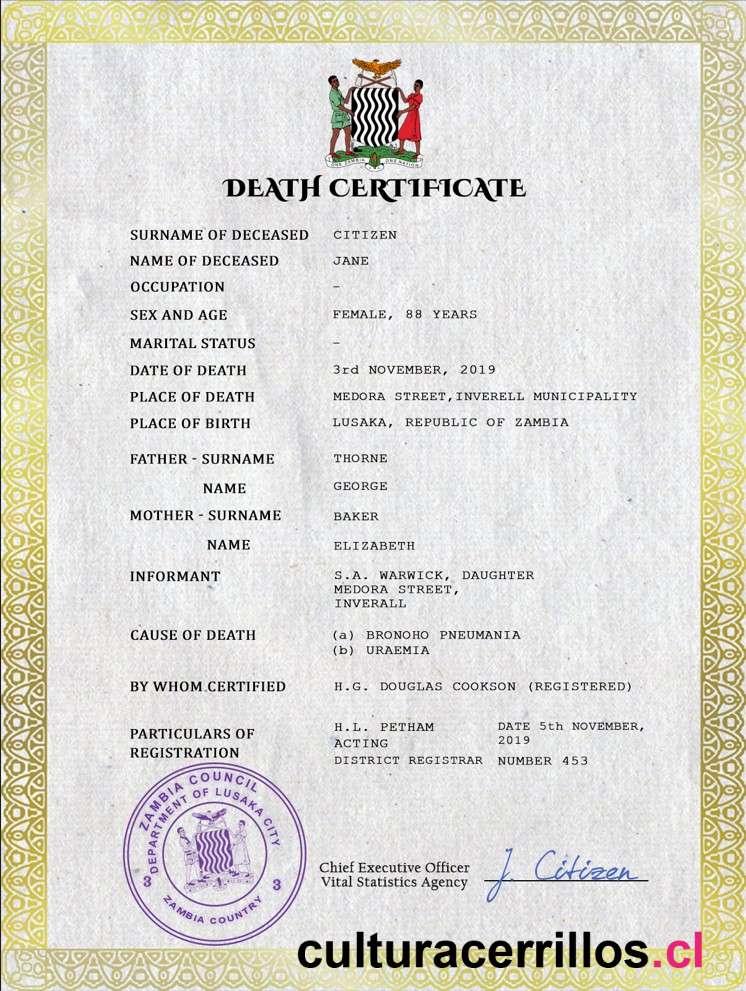 ONE ZAMBIA ONE NATION
DEATH CERTIFICATE
SURNAME OF DECEASED CITIZEN
NAME OF DECEASED JANE
OCCUPATION –
SEX AND AGE FEMALE, 88 YEARS
MARITAL STATUS –
DATE OF DEATH 3rd NOVEMBER, 2019
PLACE OF DEATH MEDORA STREET,INVERELL MUNICIPALITY
PLACE OF BIRTH LUSAKA, REPUBLIC OF ZAMBIA
FATHER - SURNAME THORNE
NAME GEORGE
MOTHER - SURNAME BAKER
NAME ELIZABETH
INFORMANT S.A. WARWICK, DAUGHTER
MEDORA STREET,
INVERALL
CAUSE OF DEATH (a) BRONOHO PNEUMANIA
(b) URAEMIA
BY WHOM CERTIFIED H.G. DOUGLAS COOKSON (REGISTERED)
PARTICULARS OF REGISTRATION
H.L. PETHAM
ACTING
DISTRICT REGISTRAR
DATE 5th NOVEMBER,
2019
NUMBER 453
ZAMBIA COUNCIL
DEPARTMENT OF LUSAKA CITY
3 3
ZAMBIA COUNTRY
Chief Executive Officer
Vital Statistics Agency
J. Citizen
culturacerrillos.cl